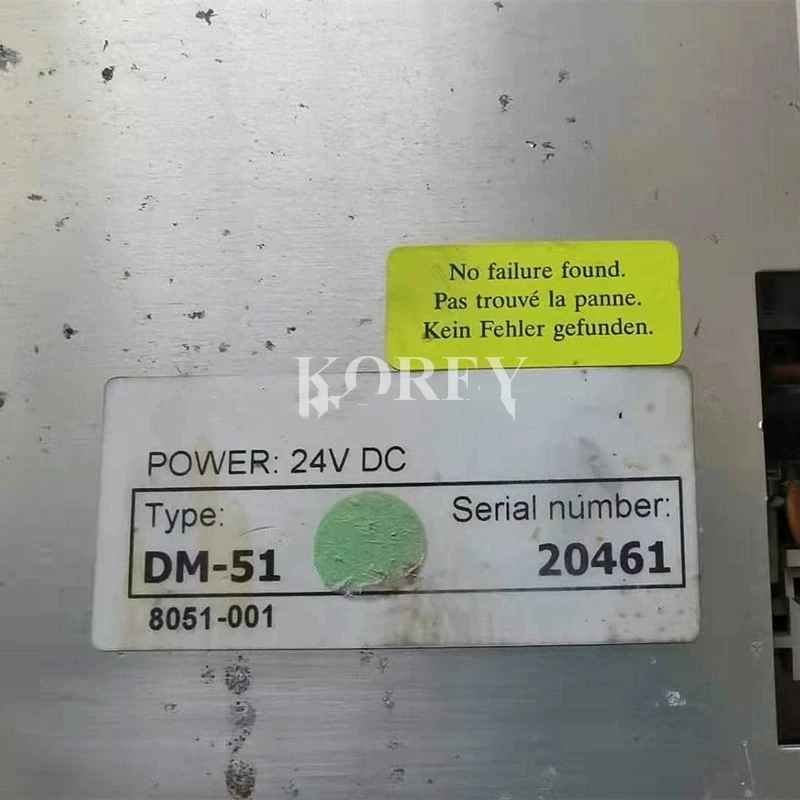 No failure found.
Pas trouvé la panne.
Kein Fehler gefunden.
KOREY
POWER: 24V DC
Type:
Serial number:
DM-51
20461
8051-001